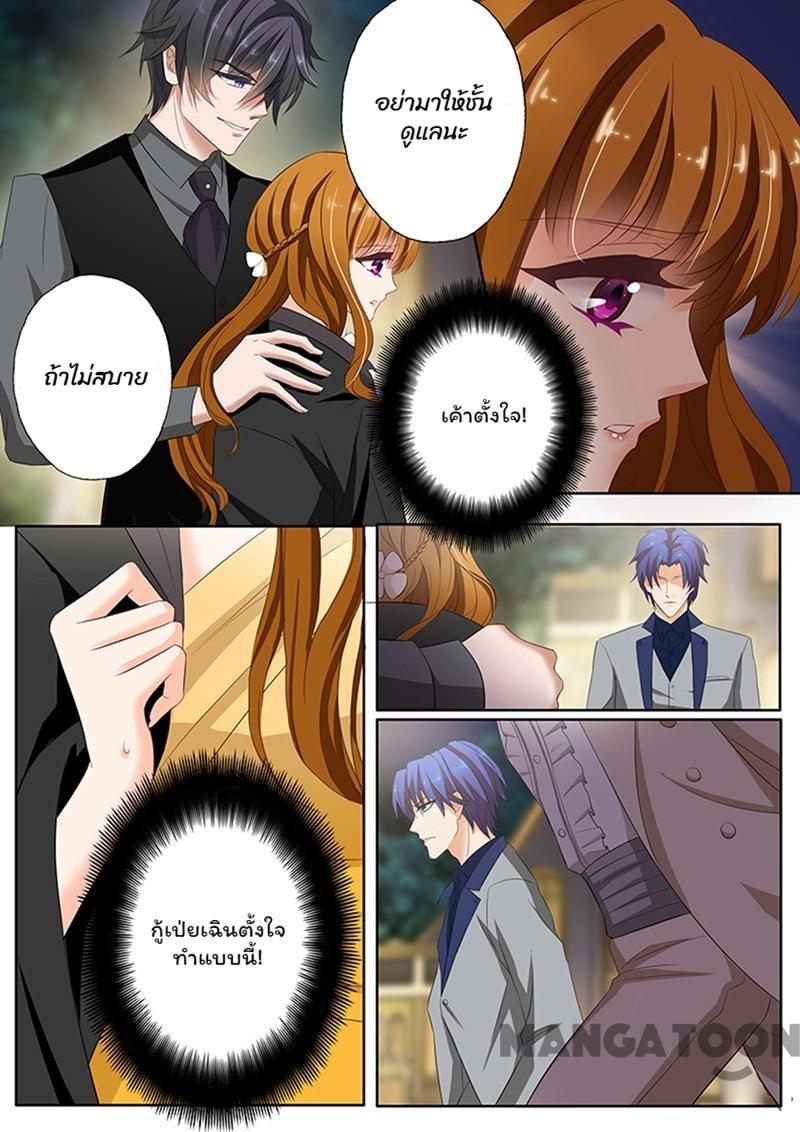 อย่ามาให้ชั้น
ดูแลนะ
ถ้าไม่สบาย
เค้าตั้งใจ!
กู้เป่ยเฉินตั้งใจ
ทำแบบนี้!
MANGATOON